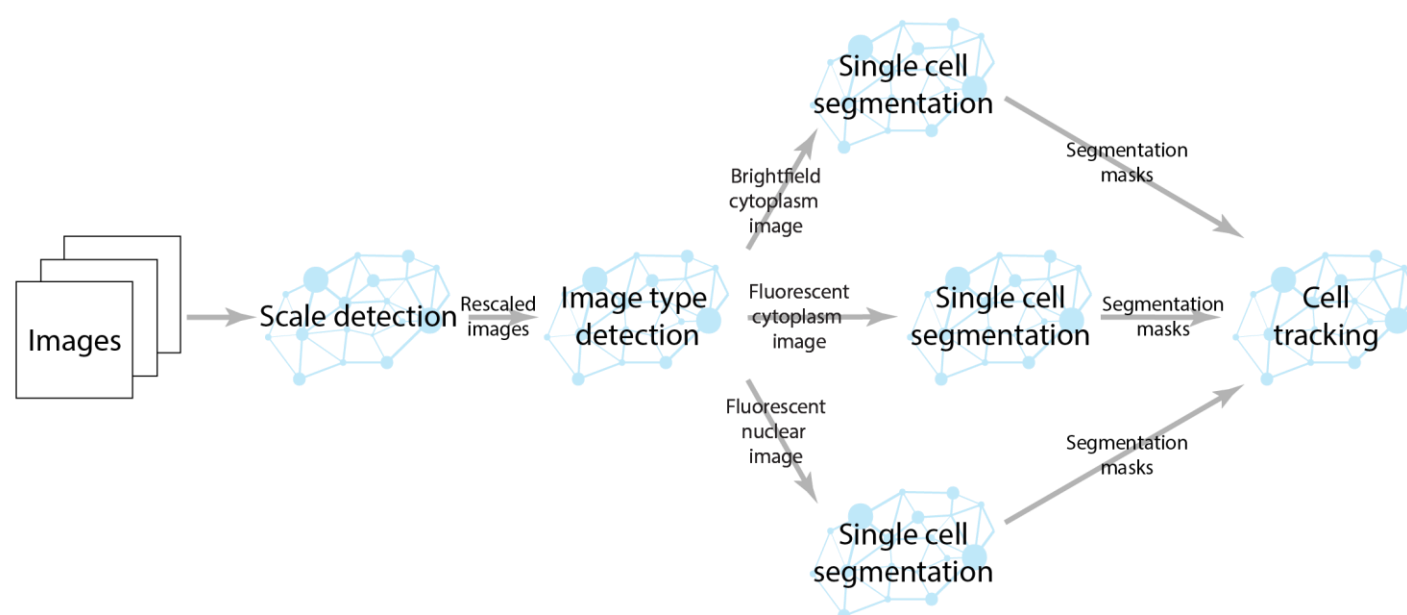 Images
Scale detection
Rescaled
images
Image type
detection
Brightfield
cytoplasm
image
Fluorescent
cytoplasm
image
Fluorescent
nuclear
image
Single cell
segmentation
Single cell
segmentation
Single cell
segmentation
Segmentation
masks
Segmentation
masks
Segmentation
masks
Cell
tracking